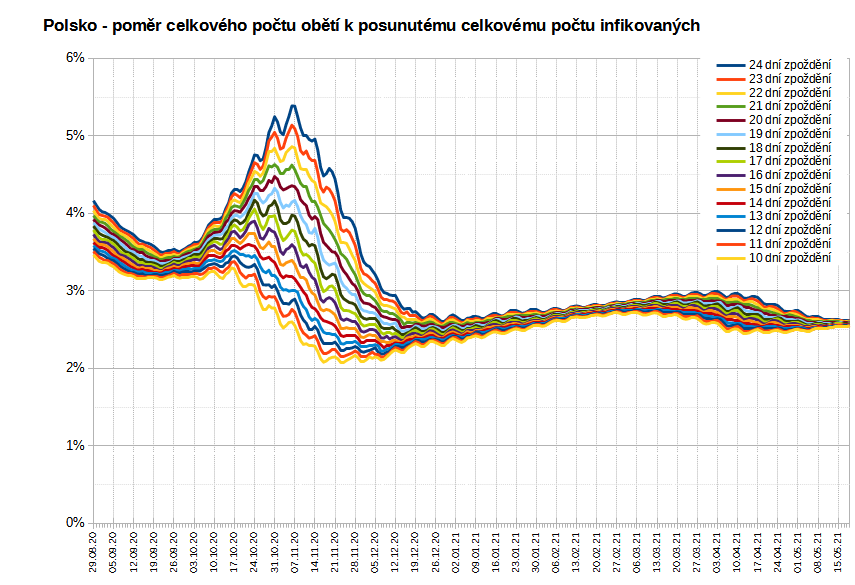 Polsko - poměr celkového počtu obětí k posunutému celkovému počtu infikovaných
6%
5%
4%
3%
2%
1%
0%
24 dní zpoždění
23 dní zpoždění
22 dní zpoždění
21 dní zpoždění
20 dní zpoždění
19 dní zpoždění
18 dní zpoždění
17 dní zpoždění
16 dní zpoždění
15 dní zpoždění
14 dní zpoždění
13 dní zpoždění
12 dní zpoždění
11 dní zpoždění
10 dní zpoždění
29.08.20
05.09.20
12.09.20
19.09.20
26.09.20
03.10.20
10.10.20
17.10.20
24.10.20
31.10.20
07.11.20
14.11.20
21.11.20
28.11.20
05.12.20
12.12.20
19.12.20
26.12.20
02.01.21
09.01.21
16.01.21
23.01.21
30.01.21
06.02.21
13.02.21
20.02.21
27.02.21
06.03.21
13.03.21
20.03.21
27.03.21
03.04.21
10.04.21
17.04.21
24.04.21
01.05.21
08.05.21
15.05.21